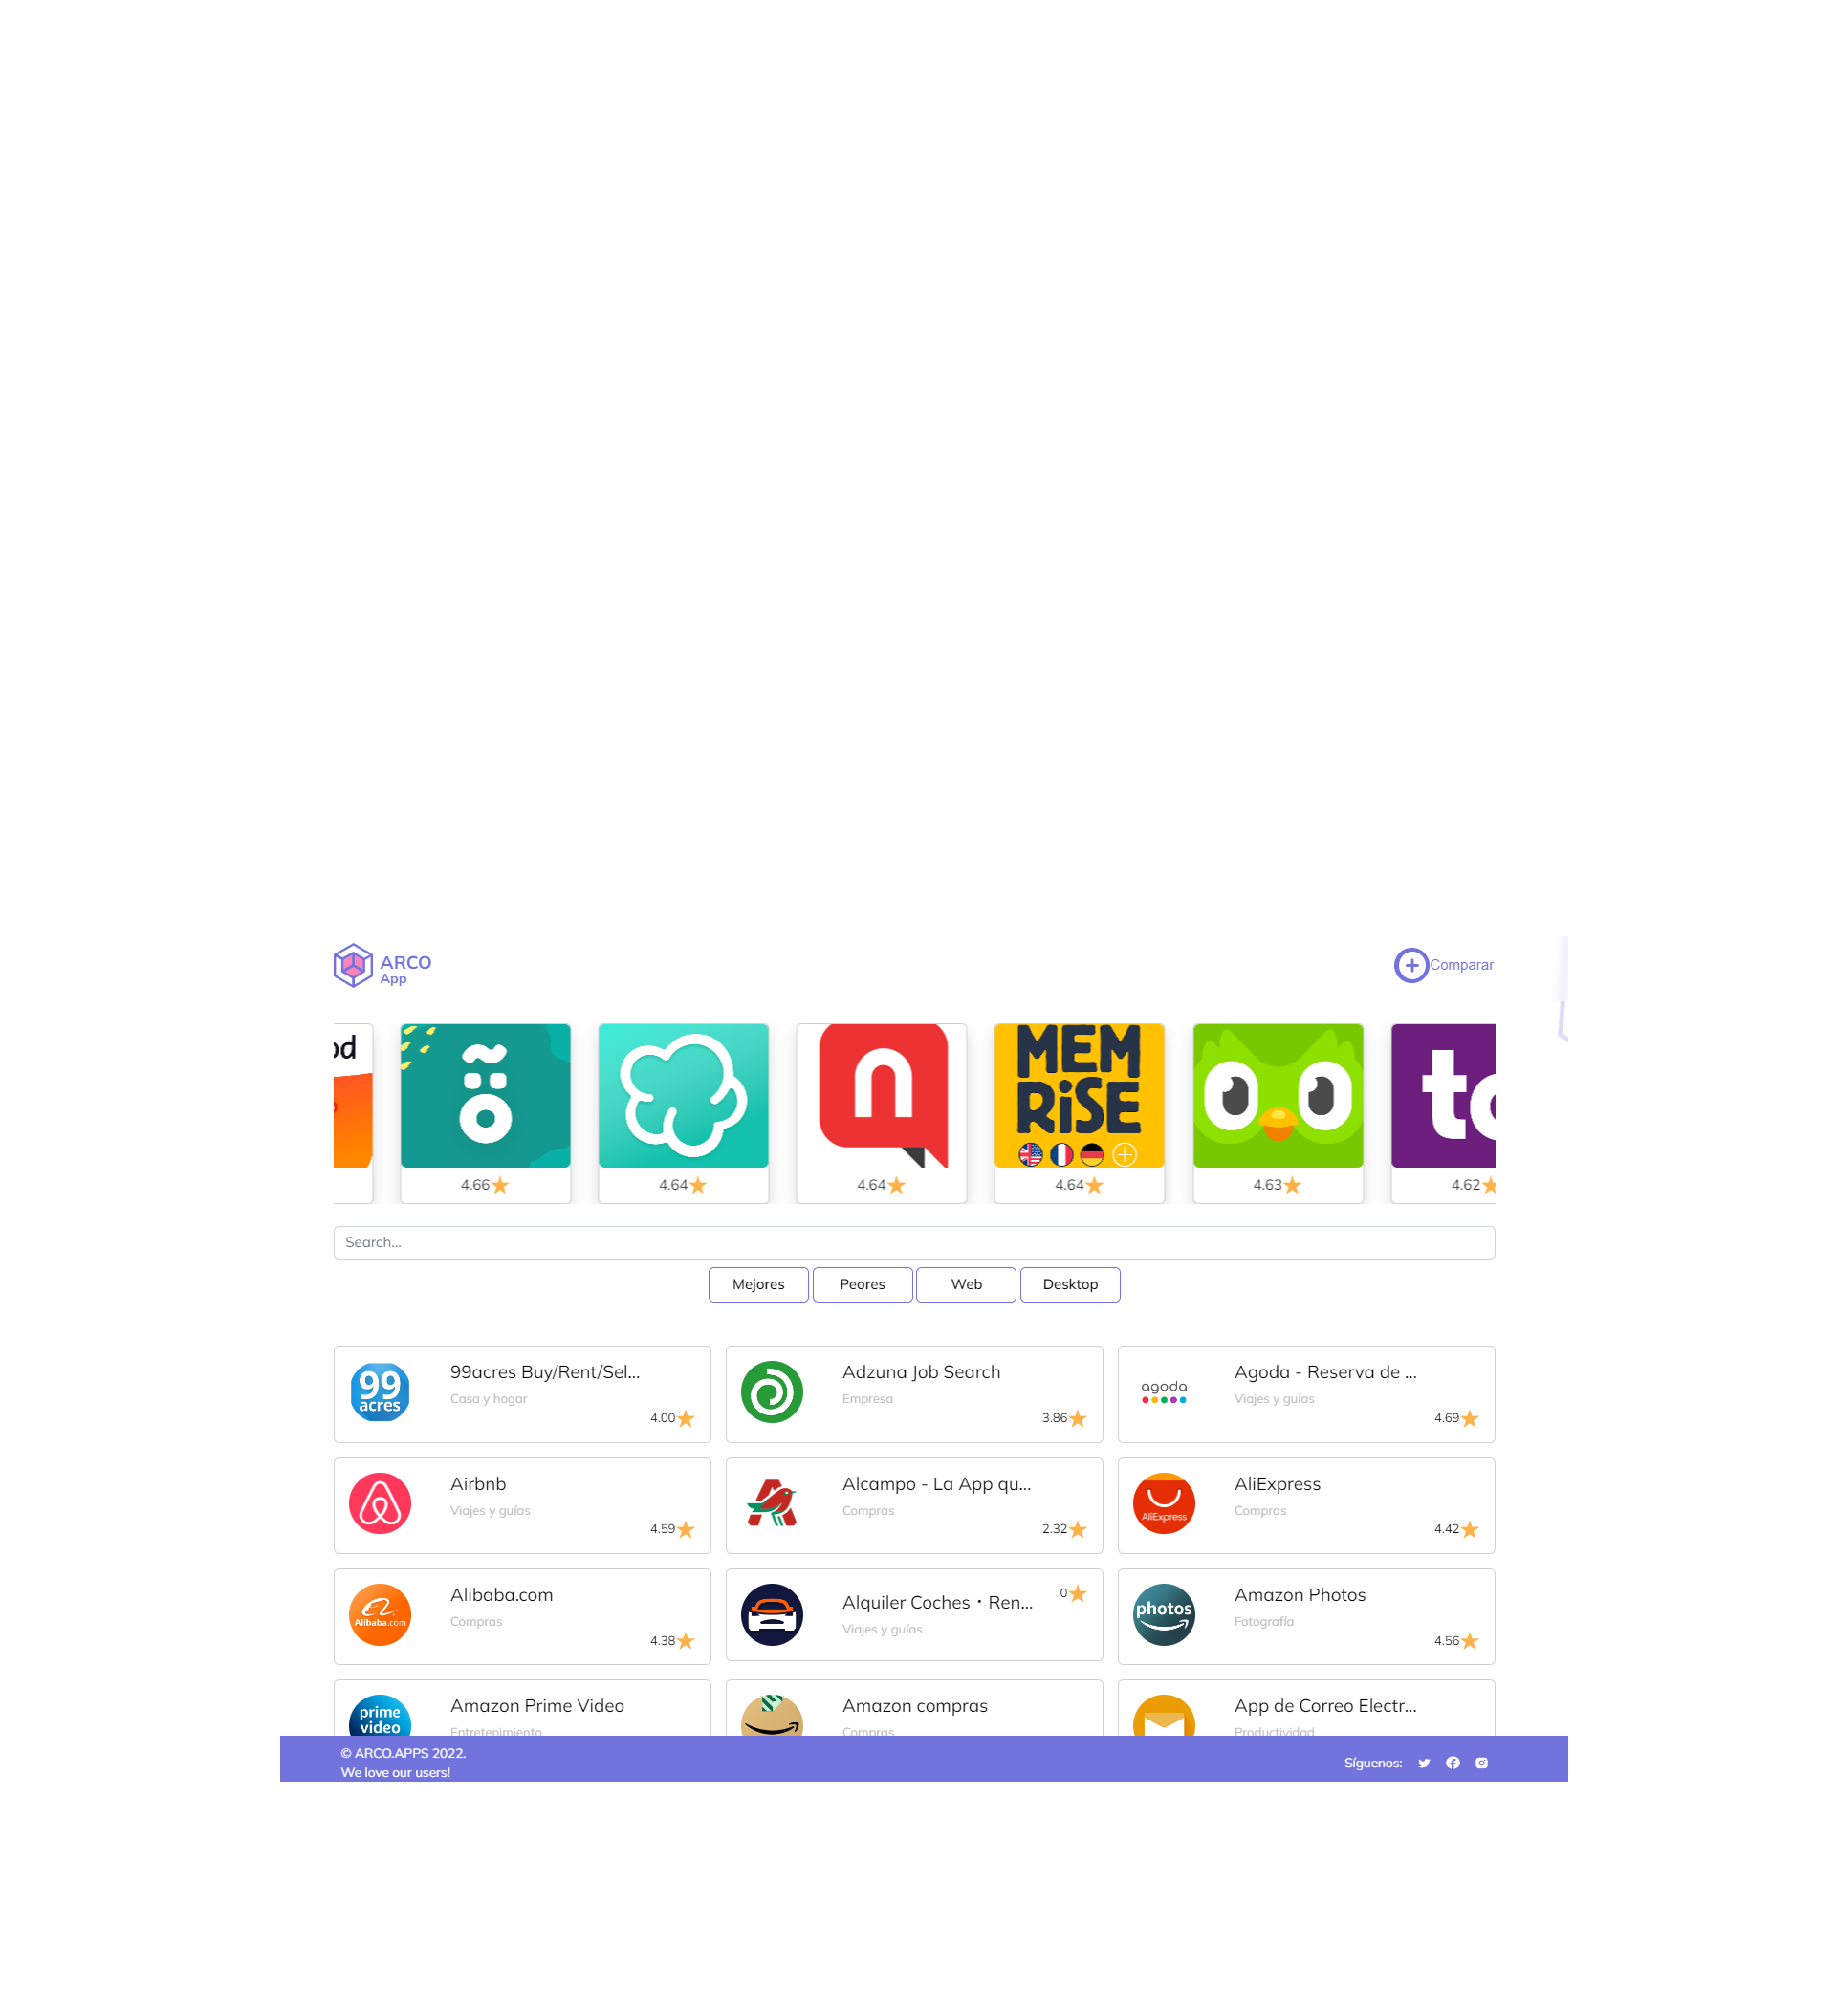 ARCO
App
Comparar
od
õ
n
MEM
RiSE
to
4.66
4.64
4.64
4.64
4.63
4.62
Search...
Mejores
Peores
Web
Desktop
99
acres
99acres Buy/Rent/Sel...
Casa y hogar
4.00
Adzuna Job Search
Empresa
3.86
agoda
Agoda - Reserva de ...
Viajes y guías
4.69
Airbnb
Viajes y guías
4.59
Alcampo - La App qu...
Compras
2.32
AliExpress
AliExpress
Compras
4.42
Alibaba.com
Alibaba.com
Compras
4.38
Alquiler Coches・Ren...
Viajes y guías
0
photos
Amazon Photos
Fotografía
4.56
prime
video
Amazon Prime Video
Entretenimiento
Amazon compras
Compras
App de Correo Electr...
Productividad
© ARCO.APPS 2022.
We love our users!
Síguenos: